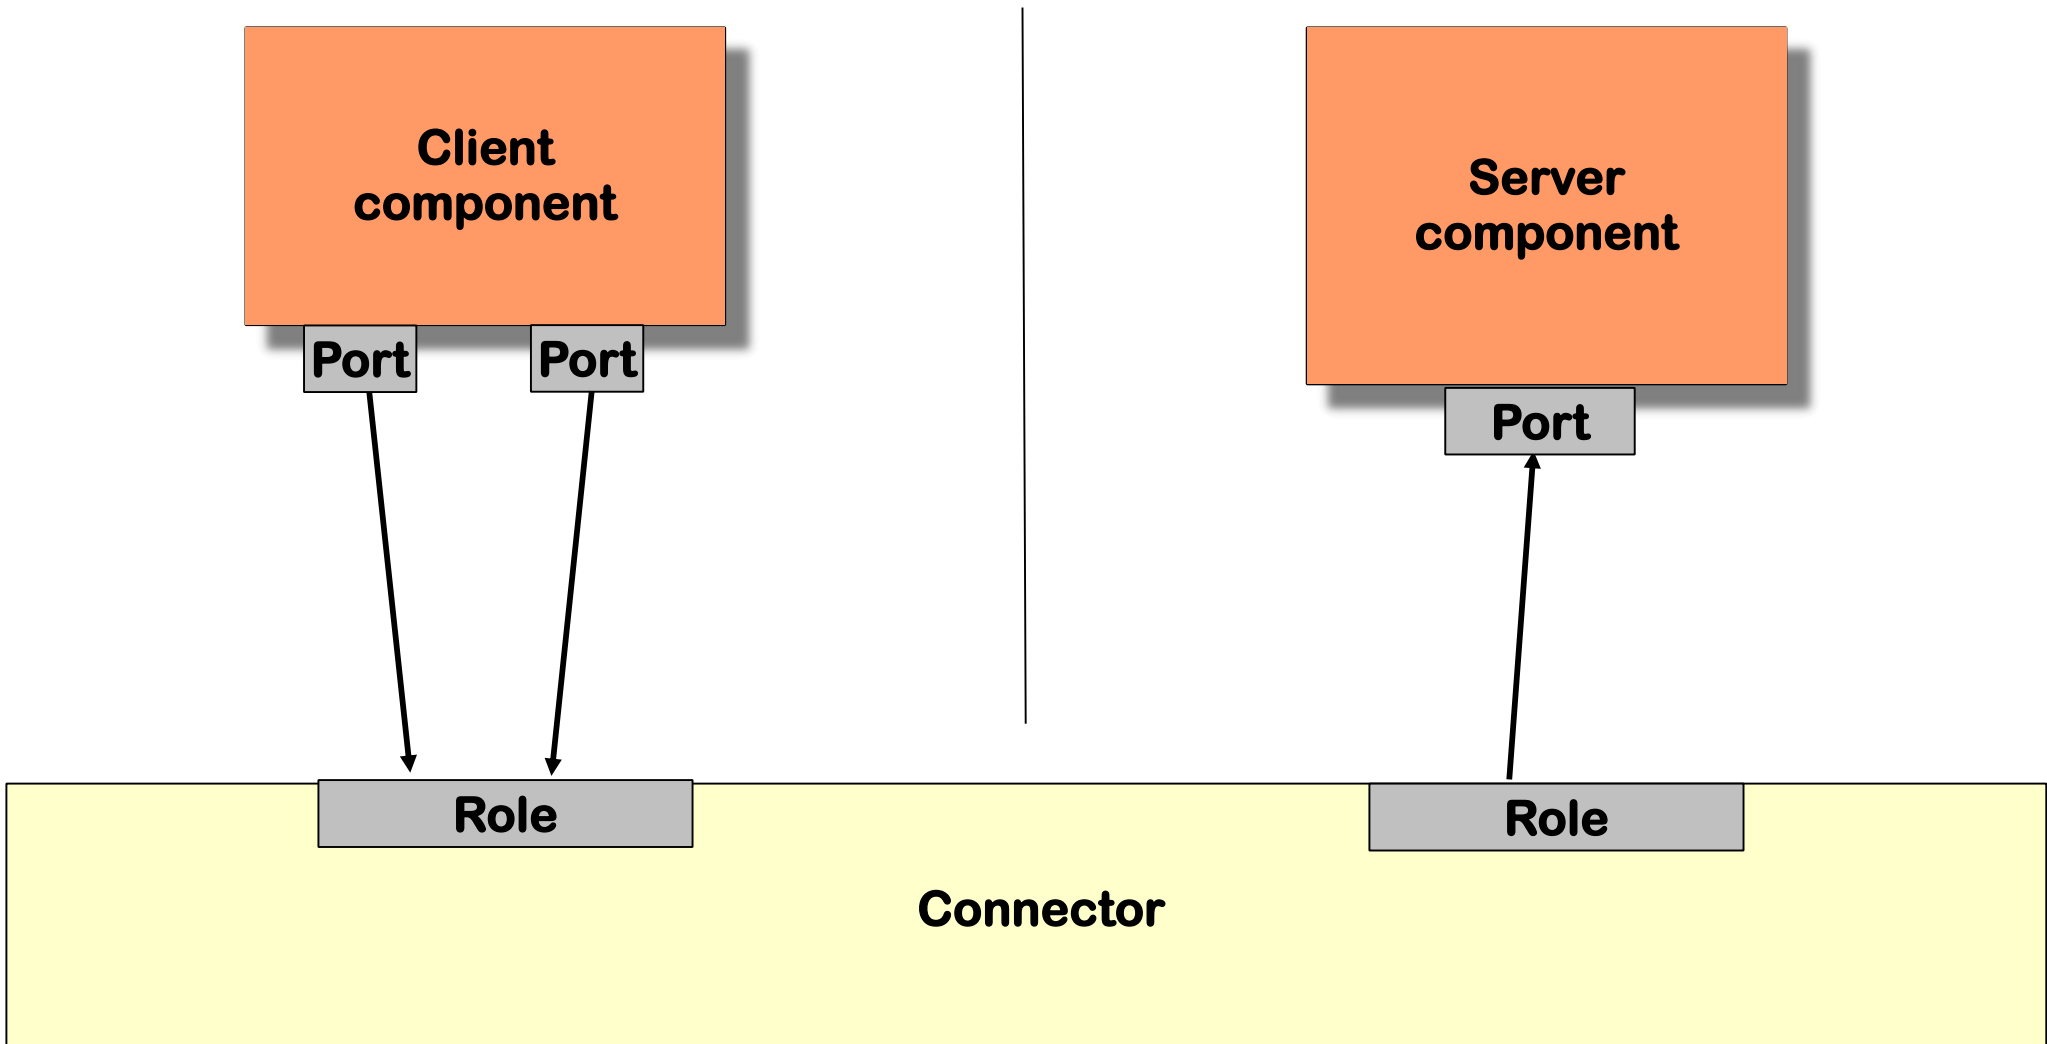 Client
component
Server
component
Port
Port
Port
Role
Role
Connector